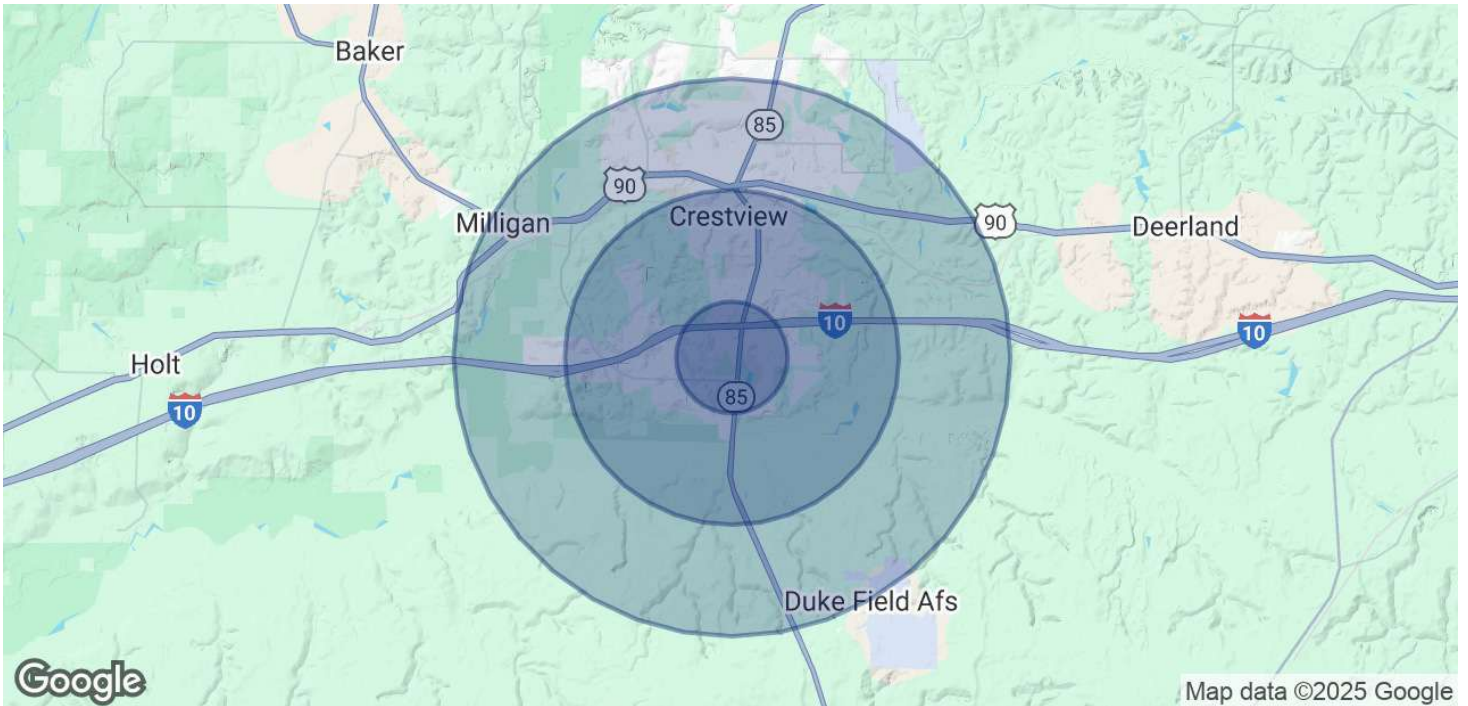 Baker
85
90
Milligan
Crestview
90
Deerland
10
10
Holt
10
85
Duke Field Afs
Google
Map data ©2025 Google